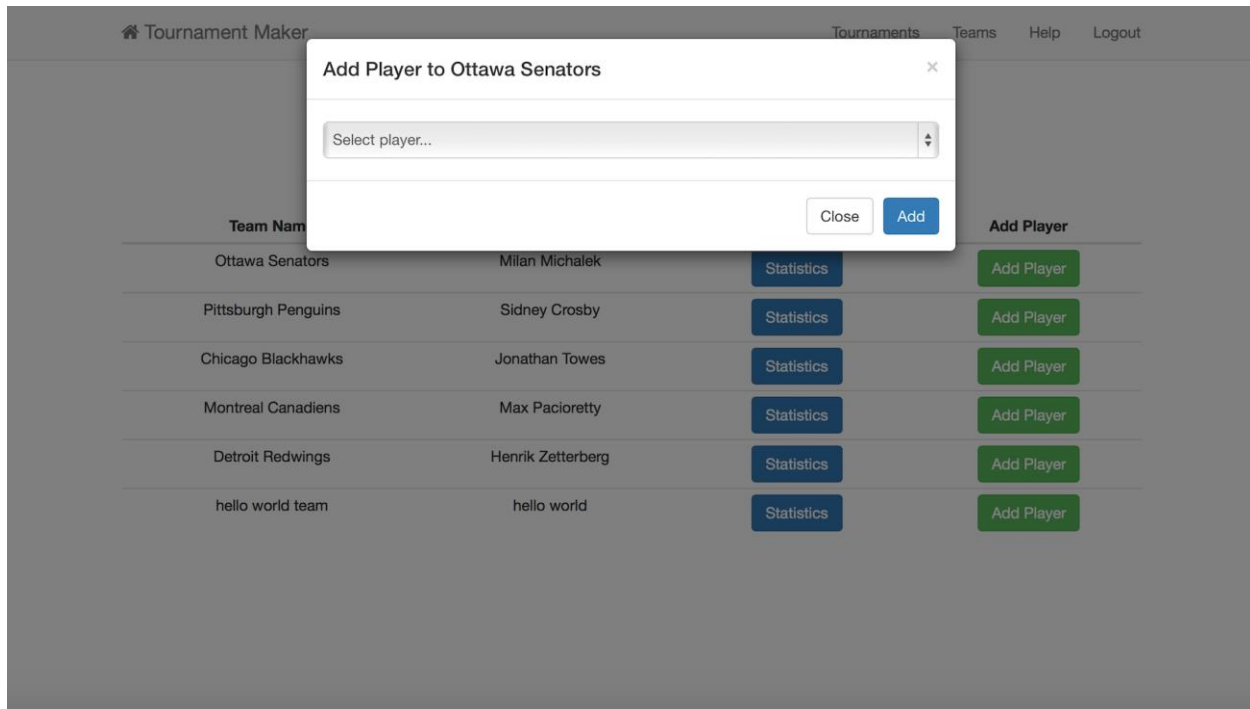 Tournament Maker Tournaments Teams Help Logout
Add Player to Ottawa Senators ×
Select player...
Close Add
Team Nam Add Player
Ottawa Senators Milan Michalek Statistics Add Player
Pittsburgh Penguins Sidney Crosby Statistics Add Player
Chicago Blackhawks Jonathan Towes Statistics Add Player
Montreal Canadiens Max Pacioretty Statistics Add Player
Detroit Redwings Henrik Zetterberg Statistics Add Player
hello world team hello world Statistics Add Player